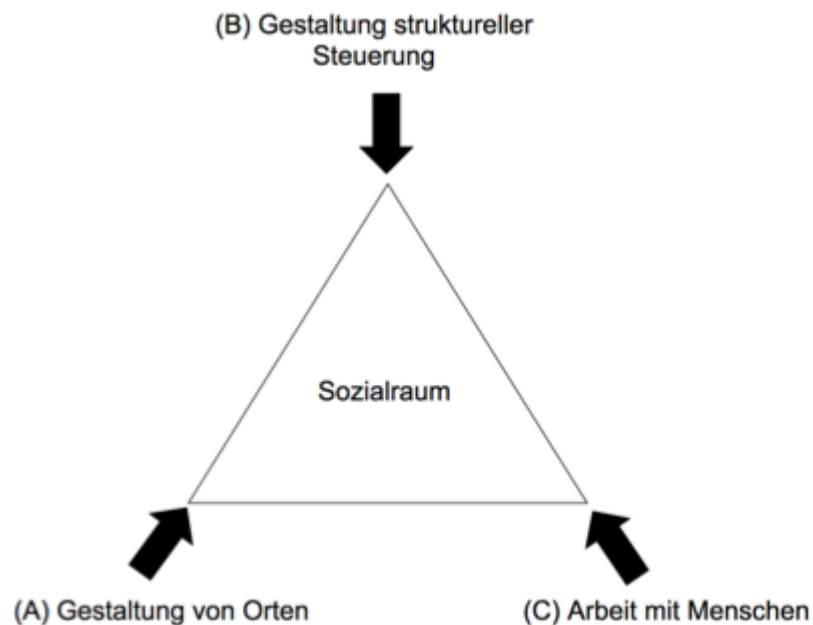 (B) Gestaltung struktureller
Steuerung
Sozialraum
(A) Gestaltung von Orten
(C) Arbeit mit Menschen